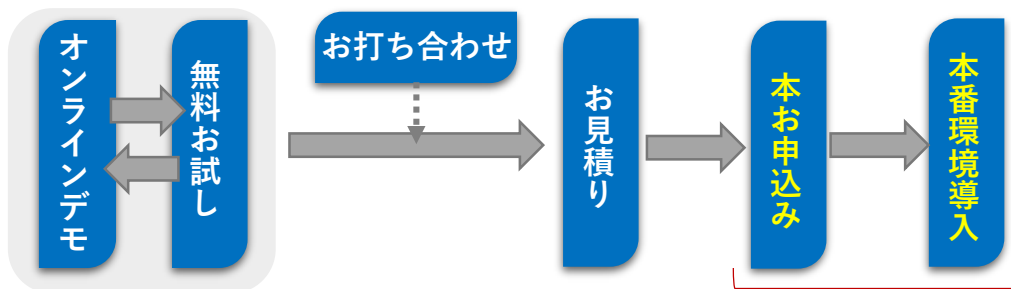 オンラインデモ
無料お試し
お打ち合わせ
お見積り
本お申込み
本番環境導入